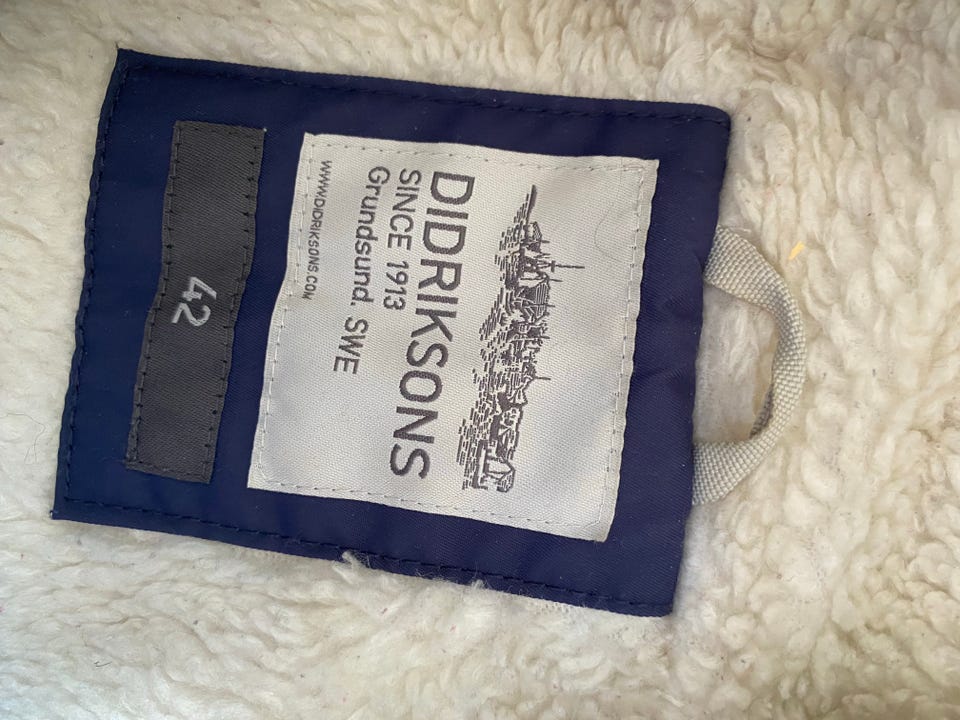 DIDRIKSONS
SINCE 1913
Grundsund. SWE
WWW.DIDRIKSONS.COM
42